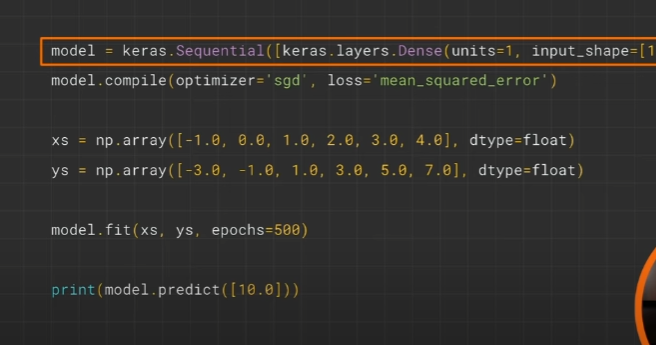 model = keras.Sequential([keras.layers.Dense(units=1, input_shape=[1
model.compile(optimizer='sgd', loss='mean_squared_error')
xs = np.array([-1.0, 0.0, 1.0, 2.0, 3.0, 4.0], dtype=float)
ys = np.array([-3.0, -1.0, 1.0, 3.0, 5.0, 7.0], dtype=float)
model.fit(xs, ys, epochs=500)
print(model.predict([10.0]))